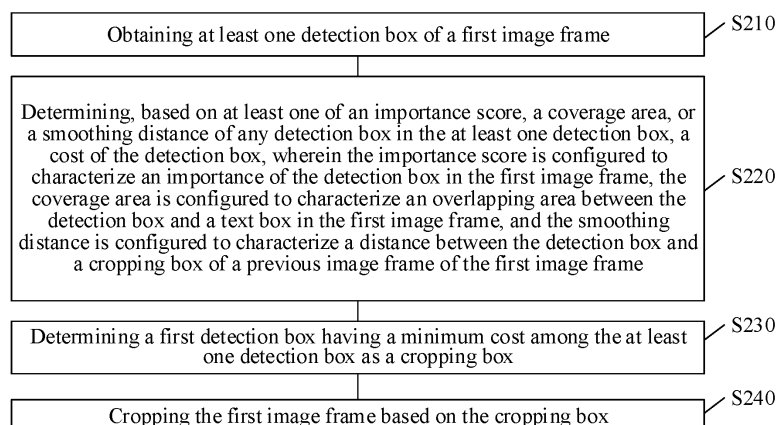 Obtaining at least one detection box of a first image frame
S210
Determining, based on at least one of an importance score, a coverage area, or
a smoothing distance of any detection box in the at least one detection box, a
cost of the detection box, wherein the importance score is configured to
characterize an importance of the detection box in the first image frame, the
coverage area is configured to characterize an overlapping area between the
detection box and a text box in the first image frame, and the smoothing
distance is configured to characterize a distance between the detection box and
a cropping box of a previous image frame of the first image frame
S220
Determining a first detection box having a minimum cost among the at least
one detection box as a cropping box
S230
Cropping the first image frame based on the cropping box
S240